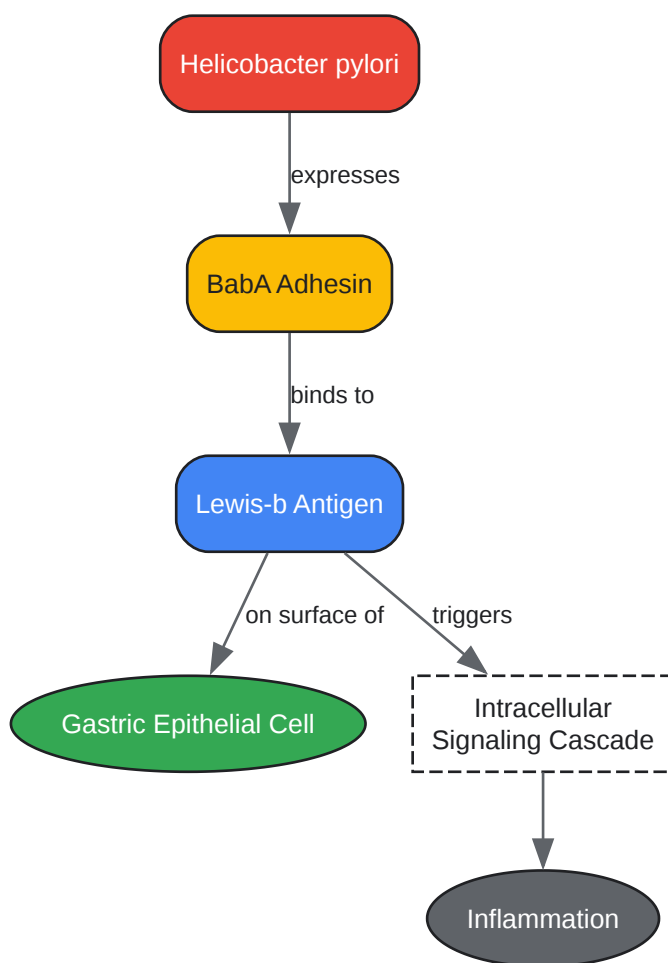 Helicobacter pylori
expresses
BabA Adhesin
binds to
Lewis-b Antigen
on surface of
triggers
Gastric Epithelial Cell
Intracellular
Signaling Cascade
Inflammation